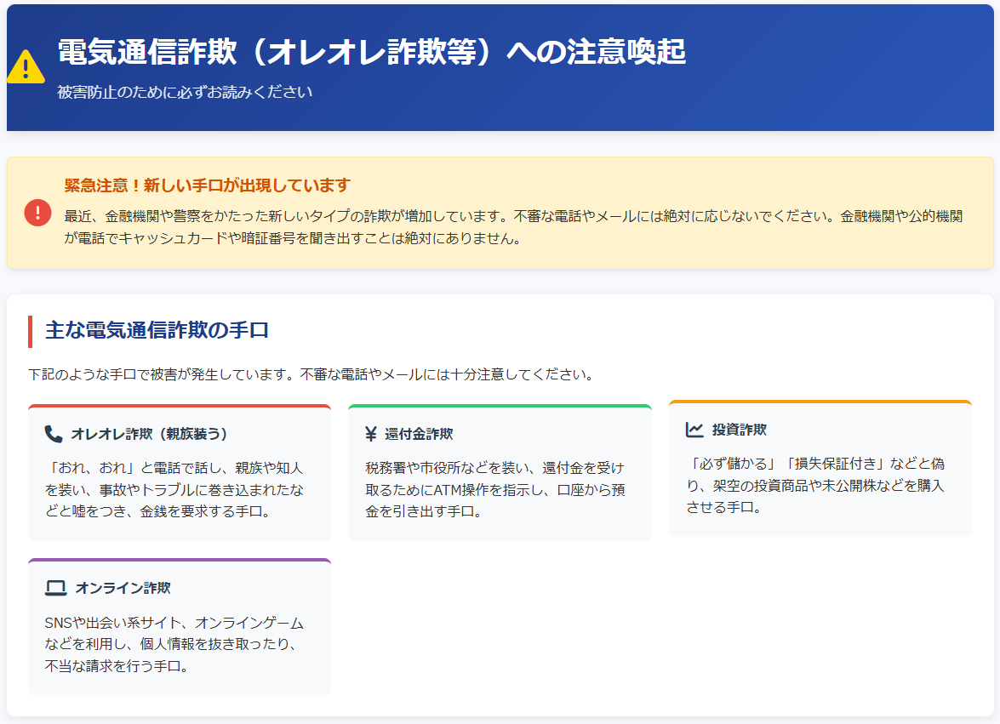 電気通信詐欺（オレオレ詐欺等）への注意喚起
被害防止のために必ずお読みください
緊急注意！新しい手口が出現しています
最近、金融機関や警察をかたった新しいタイプの詐欺が増加しています。不審な電話やメールには絶対に応じないでください。金融機関や公的機関
が電話でキャッシュカードや暗証番号を聞き出すことは絶対にありません。
主な電気通信詐欺の手口
下記のような手口で被害が発生しています。不審な電話やメールには十分注意してください。
オレオレ詐欺（親族装う）
「おれ、おれ」と電話で話し、親族や知人
を装い、事故やトラブルに巻き込まれたな
どと嘘をつき、金銭を要求する手口。
¥ 還付金詐欺
税務署や市役所などを装い、還付金を受け
取るためにATM操作を指示し、口座から預
金を引き出す手口。
投資詐欺
「必ず儲かる」「損失保証付き」などと偽
り、架空の投資商品や未公開株などを購入
させる手口。
オンライン詐欺
SNSや出会い系サイト、オンラインゲーム
などを利用し、個人情報を抜き取ったり、
不当な請求を行う手口。